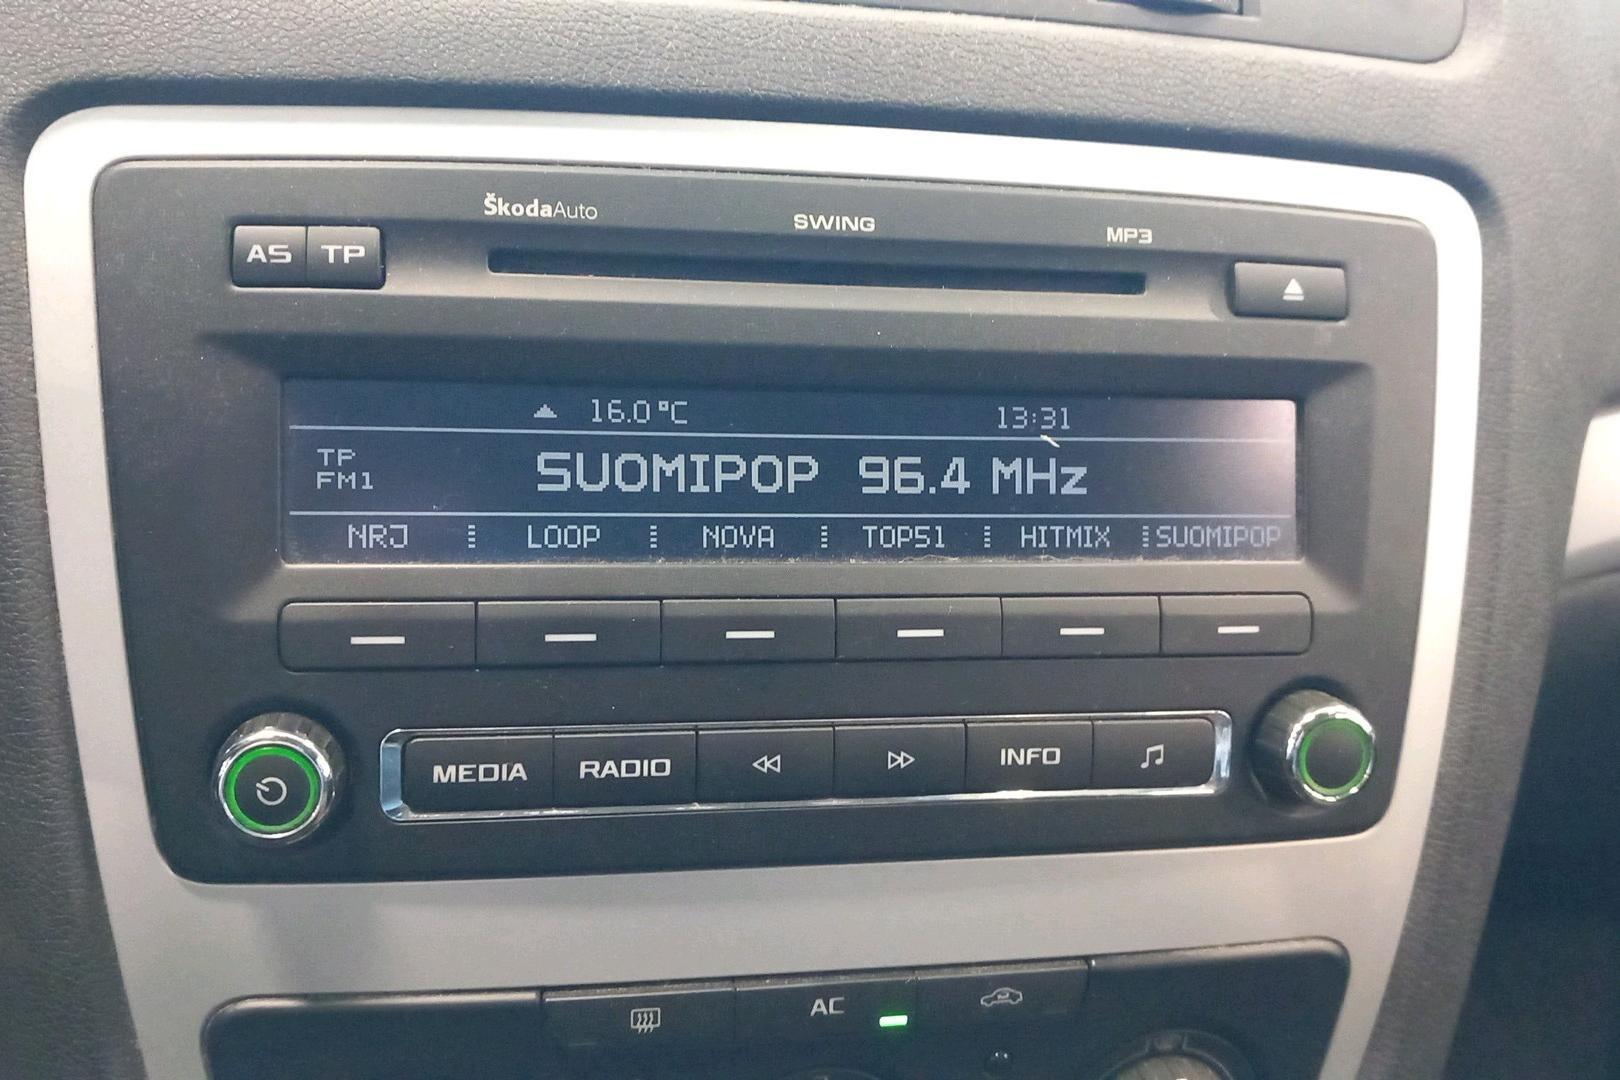 ŠkodaAuto SWING MP3
AS TP
16.0°C 13:31
TP
FM1
SUOMIPOP 96.4 MHz
NRJ LOOP NOVA TOP51 HITMIX SUOMIPOP
MEDIA RADIO INFO
AC